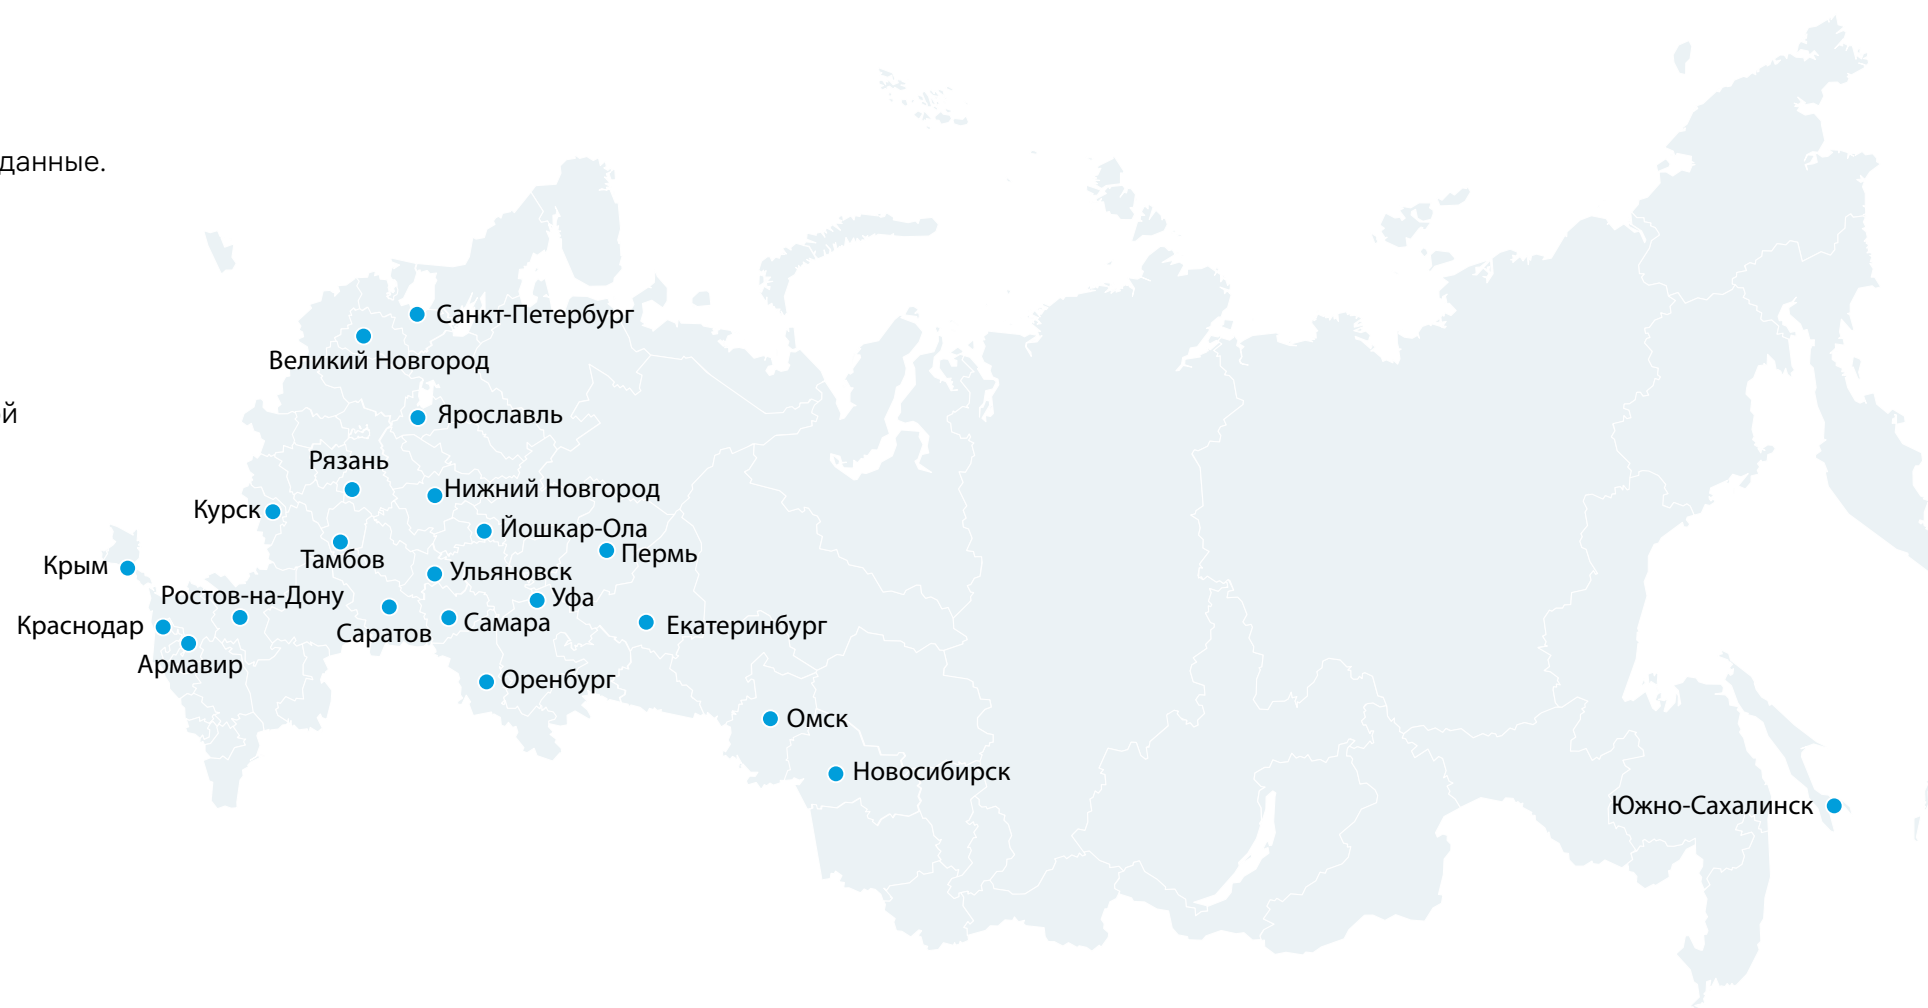 данные.
Санкт-Петербург
Великий Новгород
й
Ярославль
Рязань
Нижний Новгород
Курск
Йошкар-Ола
Пермь
Тамбов
Крым
Ульяновск
Ростов-на-Дону
Уфа
Самара
Краснодар
Саратов
Екатеринбург
Армавир
Оренбург
Омск
Новосибирск
Южно-Сахалинск